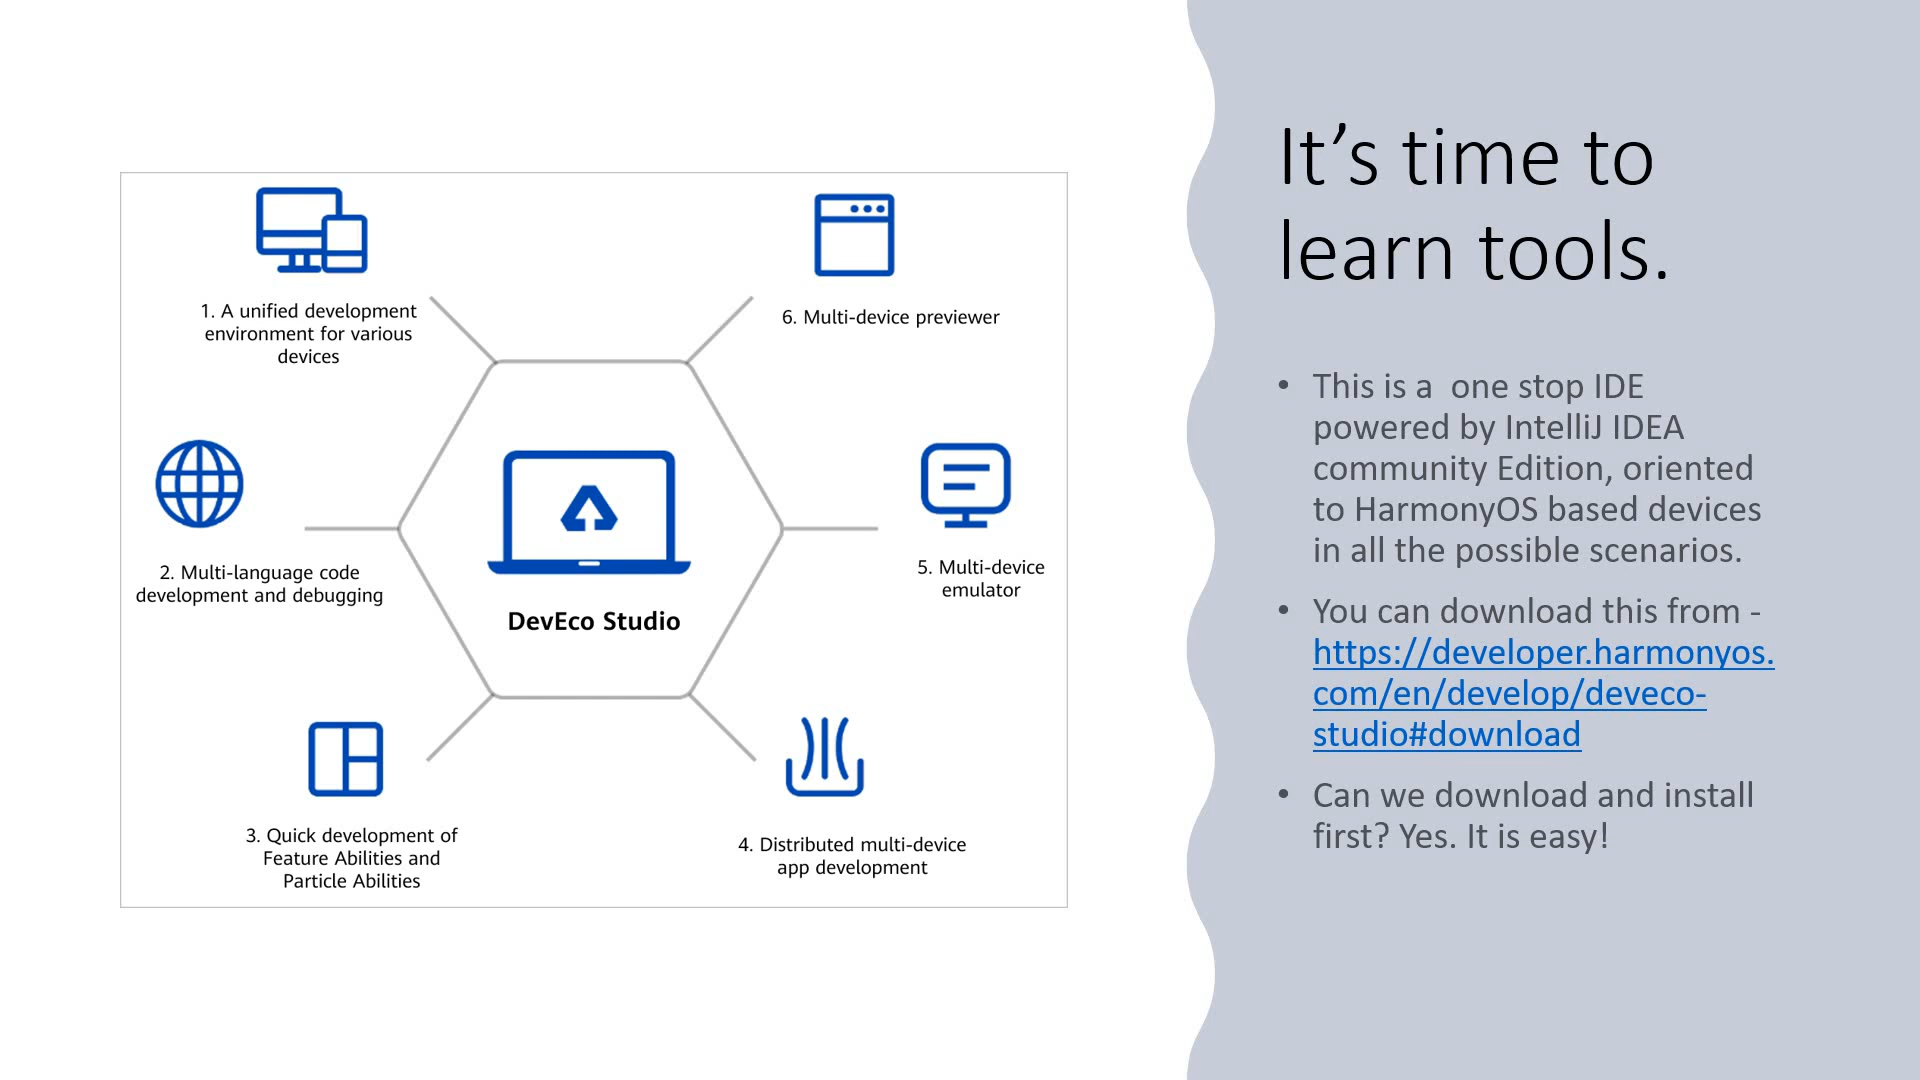 1. A unified development
environment for various
devices
2. Multi-language code
development and debugging
3. Quick development of
Feature Abilities and
Particle Abilities
DevEco Studio
6. Multi-device previewer
5. Multi-device
emulator
4. Distributed multi-device
app development
It’s time to
learn tools.
• This is a  one stop IDE
powered by IntelliJ IDEA
community Edition, oriented
to HarmonyOS based devices
in all the possible scenarios.
• You can download this from -
https://developer.harmonyos.
com/en/develop/deveco-
studio#download
• Can we download and install
first? Yes. It is easy!